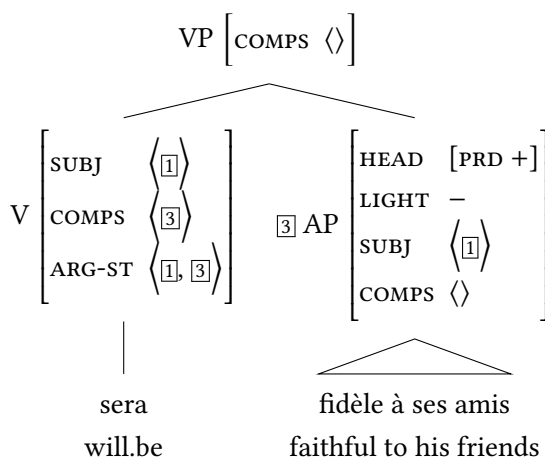 VP [COMPS ⟨⟩]
V [SUBJ ⟨1⟩ COMPS ⟨3⟩ ARG-ST ⟨1, 3⟩]
3 AP [HEAD [PRD +] LIGHT − SUBJ ⟨1⟩ COMPS ⟨⟩]
sera
will.be
fidèle à ses amis
faithful to his friends